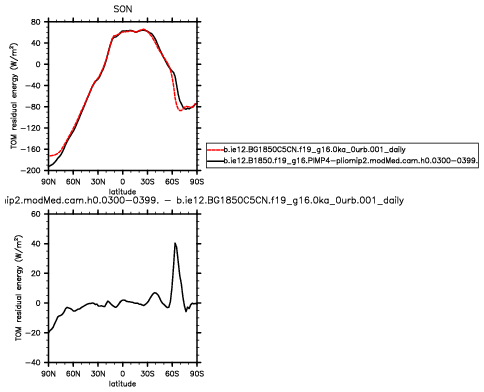 SON
TOM residual energy (W/m²)
80
40
0
−40
−80
−120
−160
−200
90N 60N 30N 0 30S 60S 90S
latitude
b.ie12.BG1850C5CN.f19_g16.0ka_0urb.001_daily
b.ie12.B1850.f19_g16.PlMP4-pliomip2.modMed.cam.h0.0300-0399.
ip2.modMed.cam.h0.0300-0399. - b.ie12.BG1850C5CN.f19_g16.0ka_0urb.001_daily
TOM residual energy (W/m²)
60
40
20
0
−20
−40
90N 60N 30N 0 30S 60S 90S
latitude